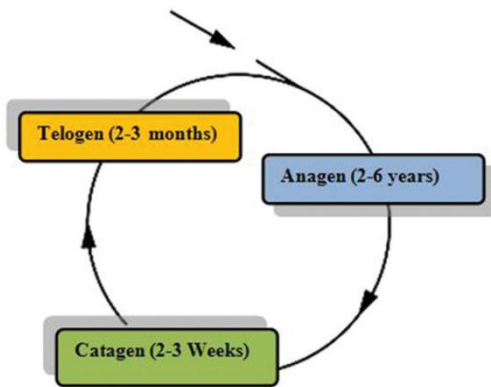 Telogen (2-3 months)
Anagen (2-6 years)
Catagen (2-3 Weeks)